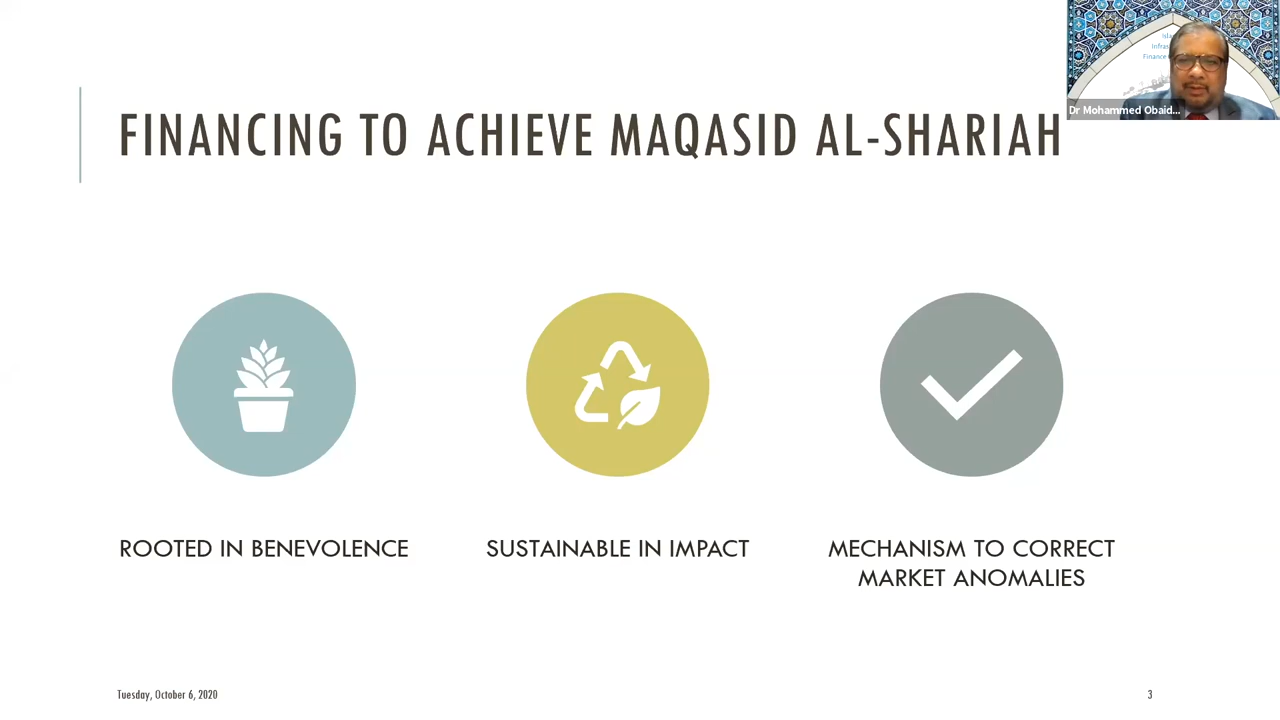 FINANCING TO ACHIEVE MAQASID AL-SHARIAH
Dr Mohammed Obaid...
ROOTED IN BENEVOLENCE
SUSTAINABLE IN IMPACT
MECHANISM TO CORRECT
MARKET ANOMALIES
Tuesday, October 6, 2020
3